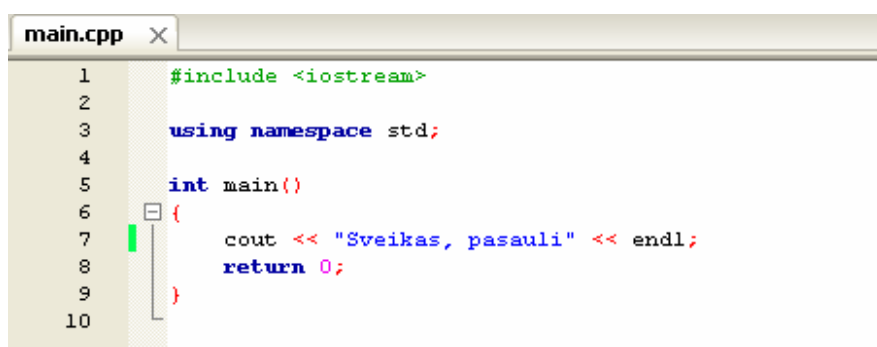 main.cpp
1 #include <iostream>
2
3 using namespace std;
4
5 int main()
6 {
7 cout << "Sveikas, pasauli" << endl;
8 return 0;
9 }
10